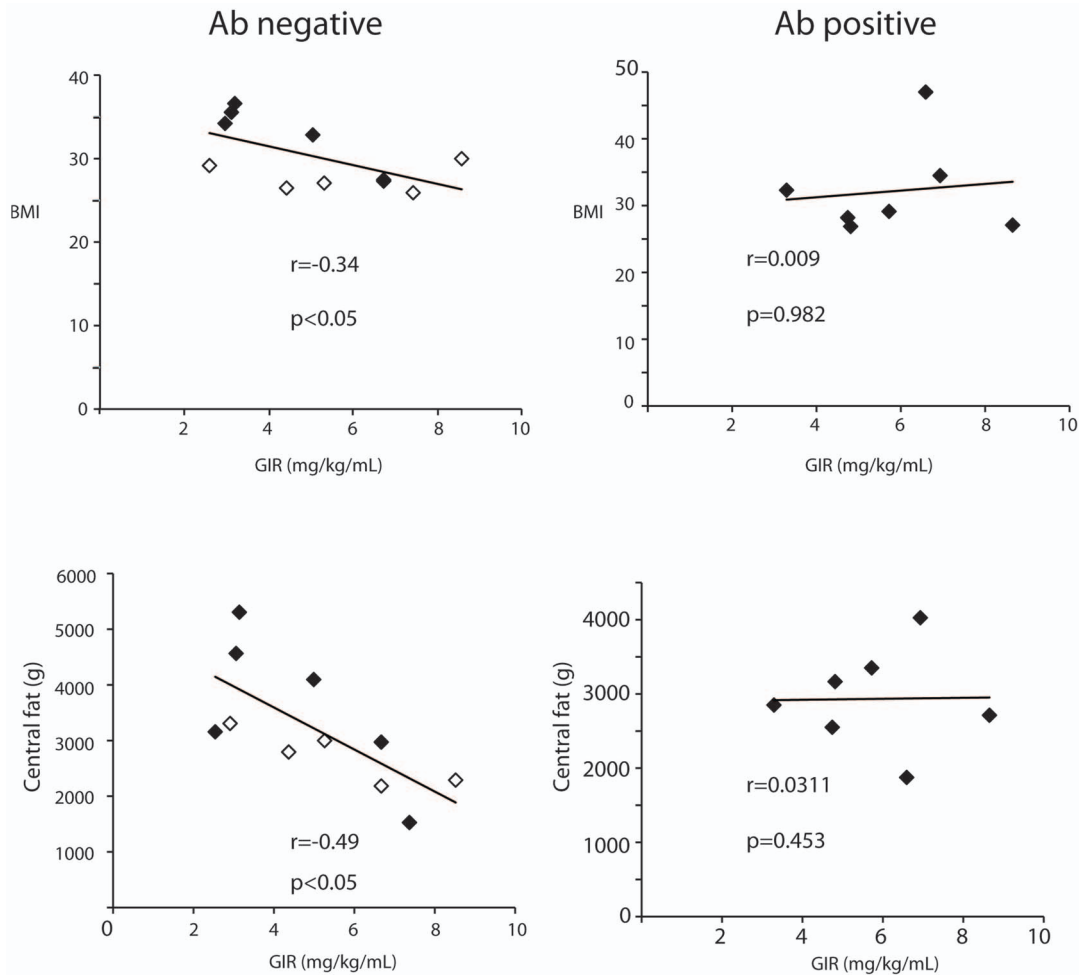 Ab negative
Ab positive
40
30
BMI
20
10
0
r=-0.34
p<0.05
2 4 6 8 10
GIR (mg/kg/mL)
50
40
30
BMI
20
10
0
r=0.009
p=0.982
2 4 6 8 10
GIR (mg/kg/mL)
6000
5000
4000
3000
2000
1000
Central fat (g)
r=-0.49
p<0.05
0 2 4 6 8 10
GIR (mg/kg/mL)
4000
3000
2000
1000
0
Central fat (g)
r=0.0311
p=0.453
2 4 6 8 10
GIR (mg/kg/mL)